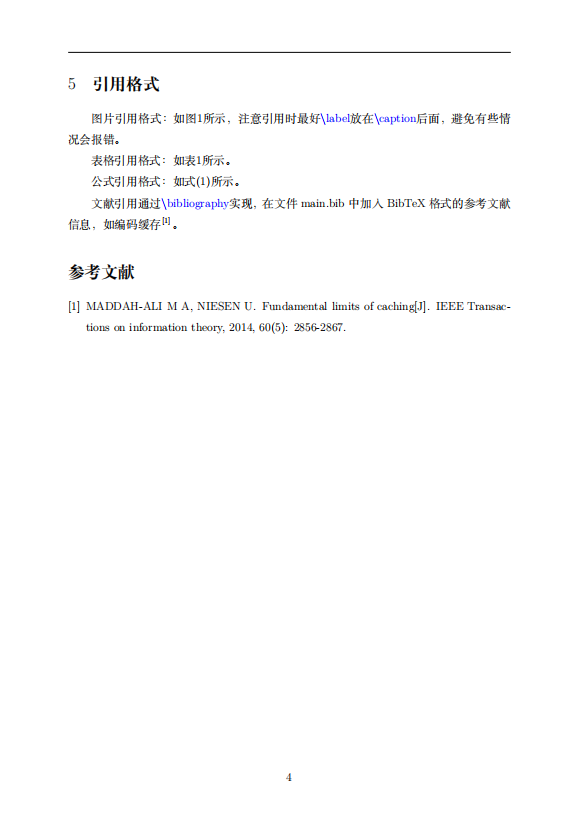 5 引用格式
图片引用格式：如图1所示，注意引用时最好\label放在\caption后面，避免有些情
况会报错。
表格引用格式：如表1所示。
公式引用格式：如式(1)所示。
文献引用通过\bibliography实现，在文件 main.bib 中加入 BibTeX 格式的参考文献
信息，如编码缓存[1]。
参考文献
[1] MADDAH-ALI M A, NIESEN U. Fundamental limits of caching[J]. IEEE Transac-
tions on information theory, 2014, 60(5): 2856-2867.
4